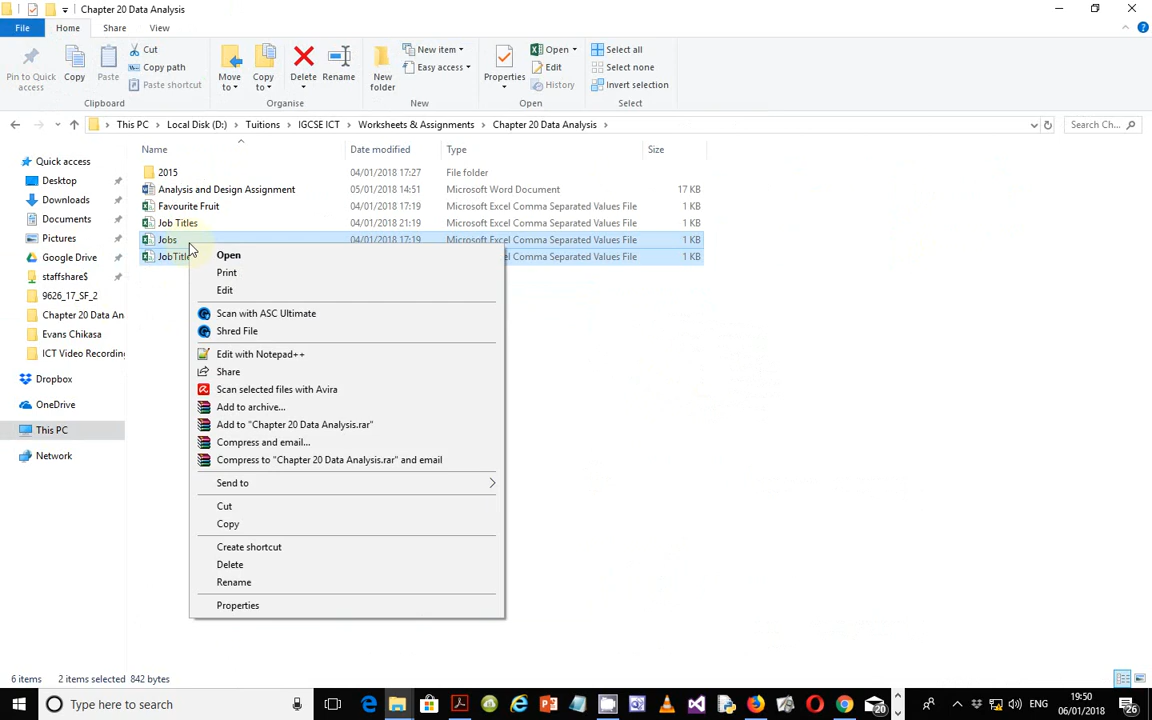 Chapter 20 Data Analysis
File Home Share View
Pin to Quick access
Copy
Paste
Cut
Copy path
Paste shortcut
Clipboard
Move to
Copy to
Delete
Rename
Organise
New folder
New item
Easy access
New
Properties
Open
Edit
History
Open
Select all
Select none
Invert selection
Select
This PC Local Disk (D:) Tuitions IGCSE ICT Worksheets & Assignments Chapter 20 Data Analysis
Search Ch...
Quick access
Desktop
Downloads
Documents
Pictures
Google Drive
staffshare$
9626_17_SF_2
Chapter 20 Data An
Evans Chikasa
ICT Video Recording
Dropbox
OneDrive
This PC
Network
Name Date modified Type Size
2015 04/01/2018 17:27 File folder
Analysis and Design Assignment 05/01/2018 14:51 Microsoft Word Document 17 KB
Favourite Fruit 04/01/2018 17:19 Microsoft Excel Comma Separated Values File 1 KB
Job Titles 04/01/2018 21:19 Microsoft Excel Comma Separated Values File 1 KB
Jobs 04/01/2018 17:19 Microsoft Excel Comma Separated Values File 1 KB
JobTitle Microsoft Excel Comma Separated Values File 1 KB
Open
Print
Edit
Scan with ASC Ultimate
Shred File
Edit with Notepad++
Share
Scan selected files with Avira
Add to archive...
Add to "Chapter 20 Data Analysis.rar"
Compress and email...
Compress to "Chapter 20 Data Analysis.rar" and email
Send to
Cut
Copy
Create shortcut
Delete
Rename
Properties
6 items 2 items selected 842 bytes
Type here to search
20
ENG
19:50
06/01/2018
26